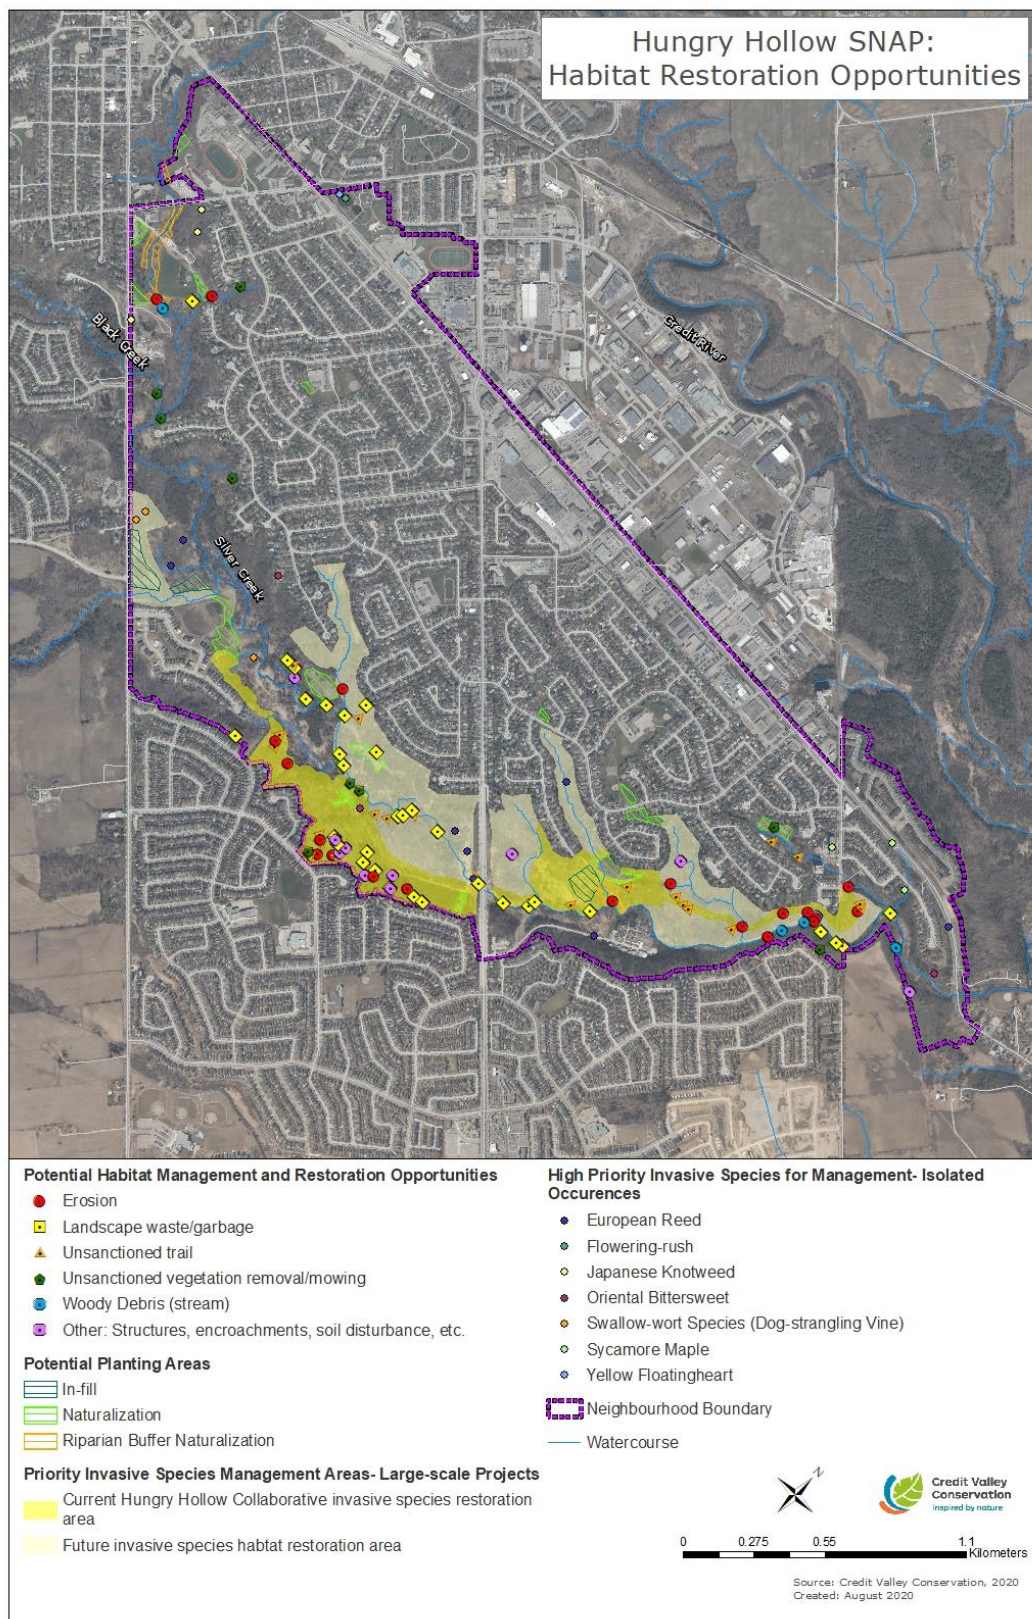 Hungry Hollow SNAP:
Habitat Restoration Opportunities
Credit River
Black Creek
Silver Creek
Potential Habitat Management and Restoration Opportunities
Erosion
Landscape waste/garbage
Unsanctioned trail
Unsanctioned vegetation removal/mowing
Woody Debris (stream)
Other: Structures, encroachments, soil disturbance, etc.
Potential Planting Areas
In-fill
Naturalization
Riparian Buffer Naturalization
Priority Invasive Species Management Areas- Large-scale Projects
Current Hungry Hollow Collaborative invasive species restoration
area
Future invasive species habtat restoration area
High Priority Invasive Species for Management- Isolated
Occurences
European Reed
Flowering-rush
Japanese Knotweed
Oriental Bittersweet
Swallow-wort Species (Dog-strangling Vine)
Sycamore Maple
Yellow Floatingheart
Neighbourhood Boundary
Watercourse
N
Credit Valley
Conservation
inspired by nature
0 0.275 0.55 1.1
Kilometers
Source: Credit Valley Conservation, 2020
Created: August 2020